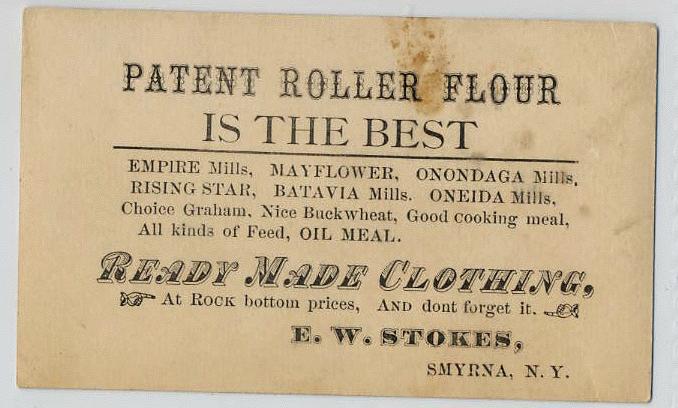 PATENT ROLLER FLOUR
IS THE BEST
EMPIRE Mills, MAYFLOWER, ONONDAGA Mills,
RISING STAR, BATAVIA Mills. ONEIDA Mills,
Choice Graham, Nice Buckwheat, Good cooking meal,
All kinds of Feed, OIL MEAL.
READY MADE CLOTHING,
At ROCK bottom prices, AND dont forget it.
E. W. STOKES,
SMYRNA, N. Y.